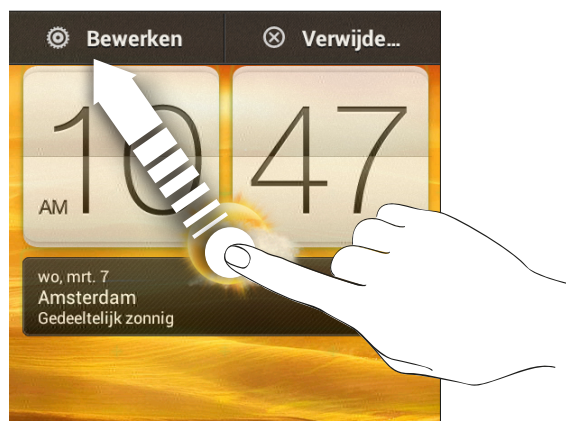 Bewerken
Verwijde...
10 47
AM
wo, mrt. 7
Amsterdam
Gedeeltelijk zonnig